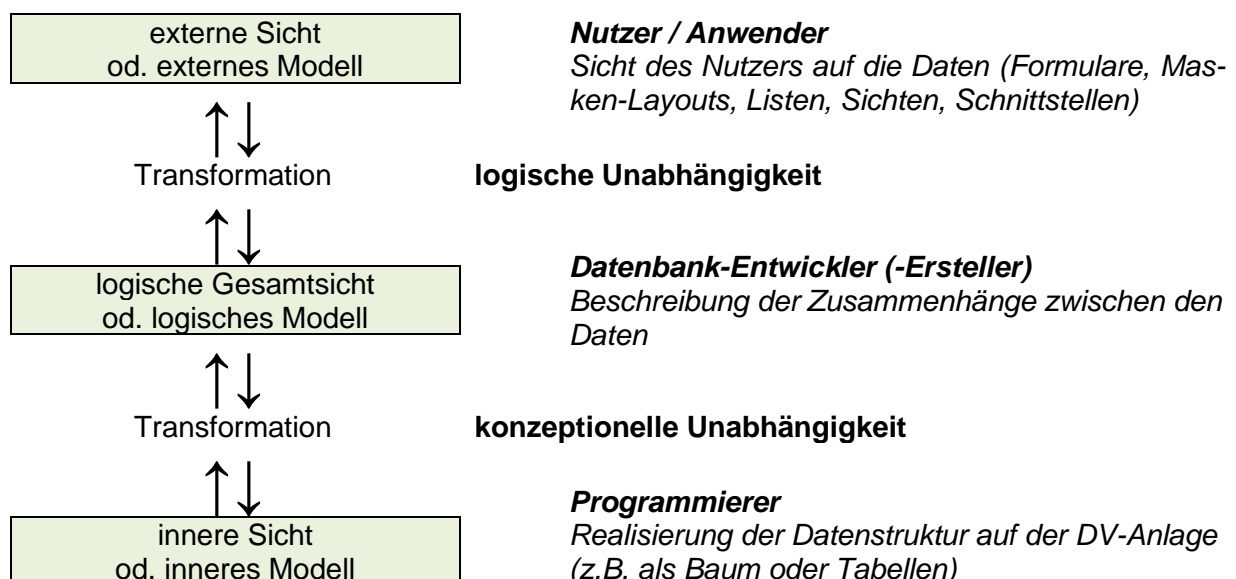 externe Sicht
od. externes Modell
Nutzer / Anwender
Sicht des Nutzers auf die Daten (Formulare, Mas-
ken-Layouts, Listen, Sichten, Schnittstellen)
Transformation
logische Unabhängigkeit
logische Gesamtsicht
od. logisches Modell
Datenbank-Entwickler (-Ersteller)
Beschreibung der Zusammenhänge zwischen den
Daten
Transformation
konzeptionelle Unabhängigkeit
innere Sicht
od. inneres Modell
Programmierer
Realisierung der Datenstruktur auf der DV-Anlage
(z.B. als Baum oder Tabellen)